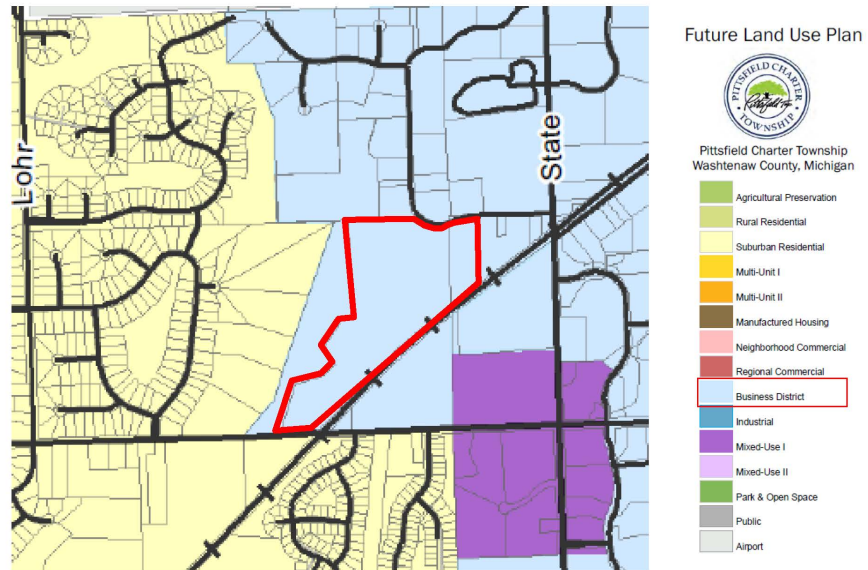 Lohr
State
Future Land Use Plan
PITTSFIELD CHARTER
TOWNSHIP
Pittsfield Charter Township
Washtenaw County, Michigan
Agricultural Preservation
Rural Residential
Suburban Residential
Multi-Unit I
Multi-Unit II
Manufactured Housing
Neighborhood Commercial
Regional Commercial
Business District
Industrial
Mixed-Use I
Mixed-Use II
Park & Open Space
Public
Airport